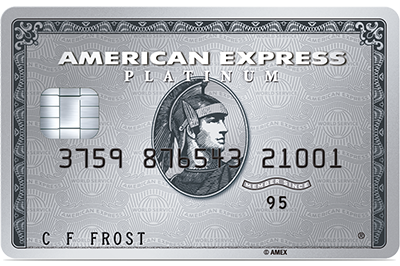 AMERICAN EXPRESS
PLATINUM
3759 876543 21001
MEMBER SINCE
95
C F FROST
®
© AMEX